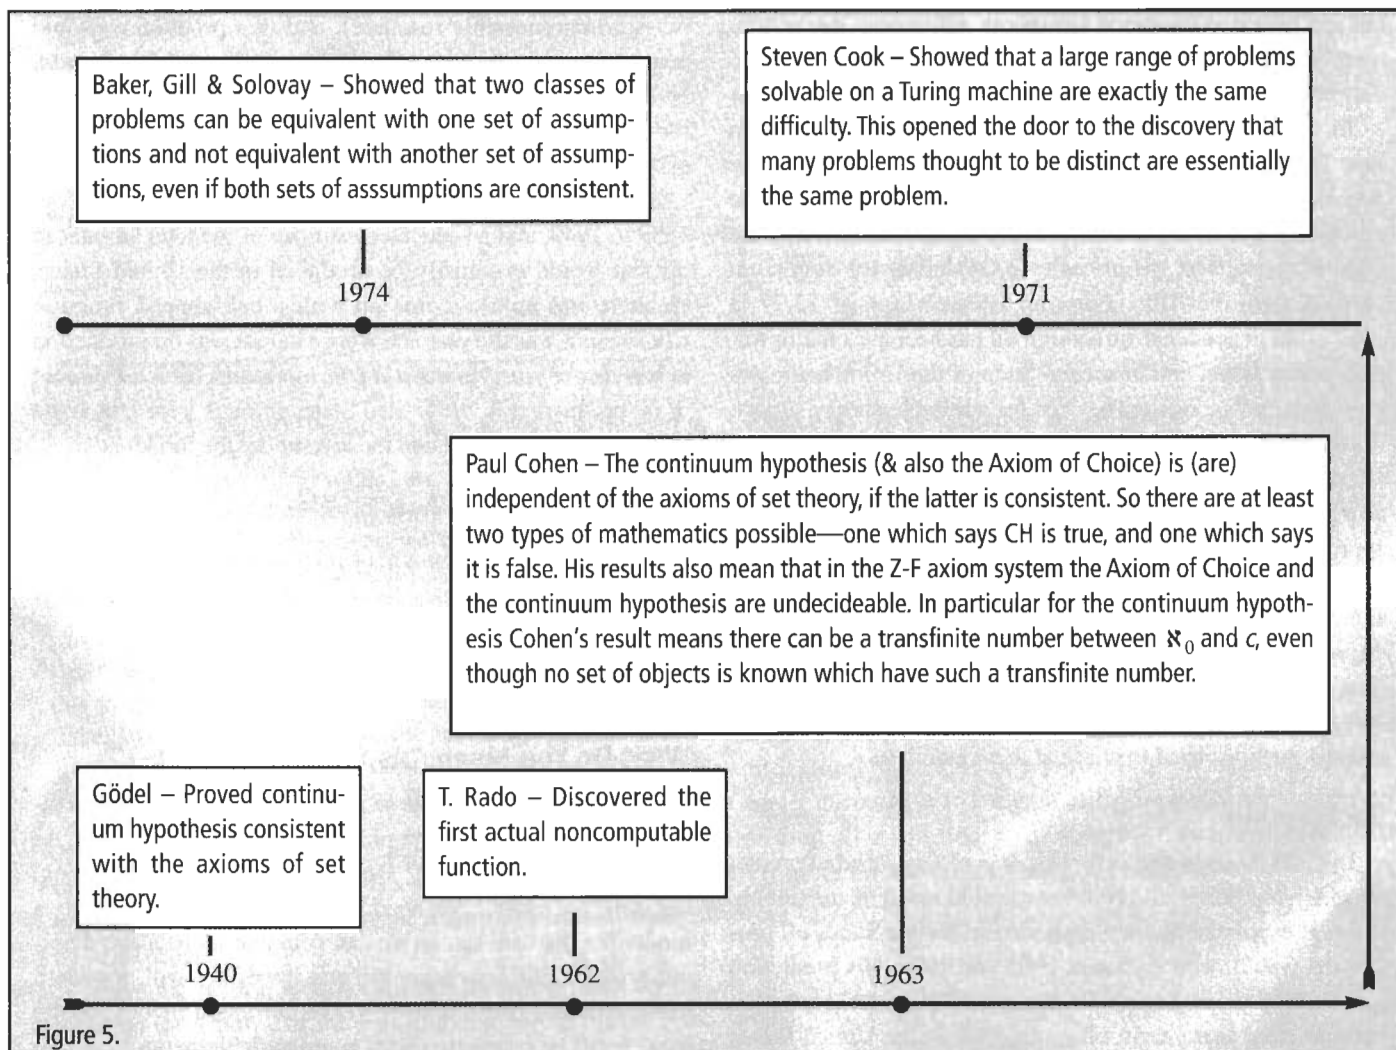 Baker, Gill & Solovay – Showed that two classes of
problems can be equivalent with one set of assump-
tions and not equivalent with another set of assump-
tions, even if both sets of asssumptions are consistent.
Steven Cook – Showed that a large range of problems
solvable on a Turing machine are exactly the same
difficulty. This opened the door to the discovery that
many problems thought to be distinct are essentially
the same problem.
1974
1971
Paul Cohen – The continuum hypothesis (& also the Axiom of Choice) is (are)
independent of the axioms of set theory, if the latter is consistent. So there are at least
two types of mathematics possible—one which says CH is true, and one which says
it is false. His results also mean that in the Z-F axiom system the Axiom of Choice and
the continuum hypothesis are undecideable. In particular for the continuum hypoth-
esis Cohen's result means there can be a transfinite number between ℵ₀ and c, even
though no set of objects is known which have such a transfinite number.
Gödel – Proved continu-
um hypothesis consistent
with the axioms of set
theory.
T. Rado – Discovered the
first actual noncomputable
function.
1940
1962
1963
Figure 5.